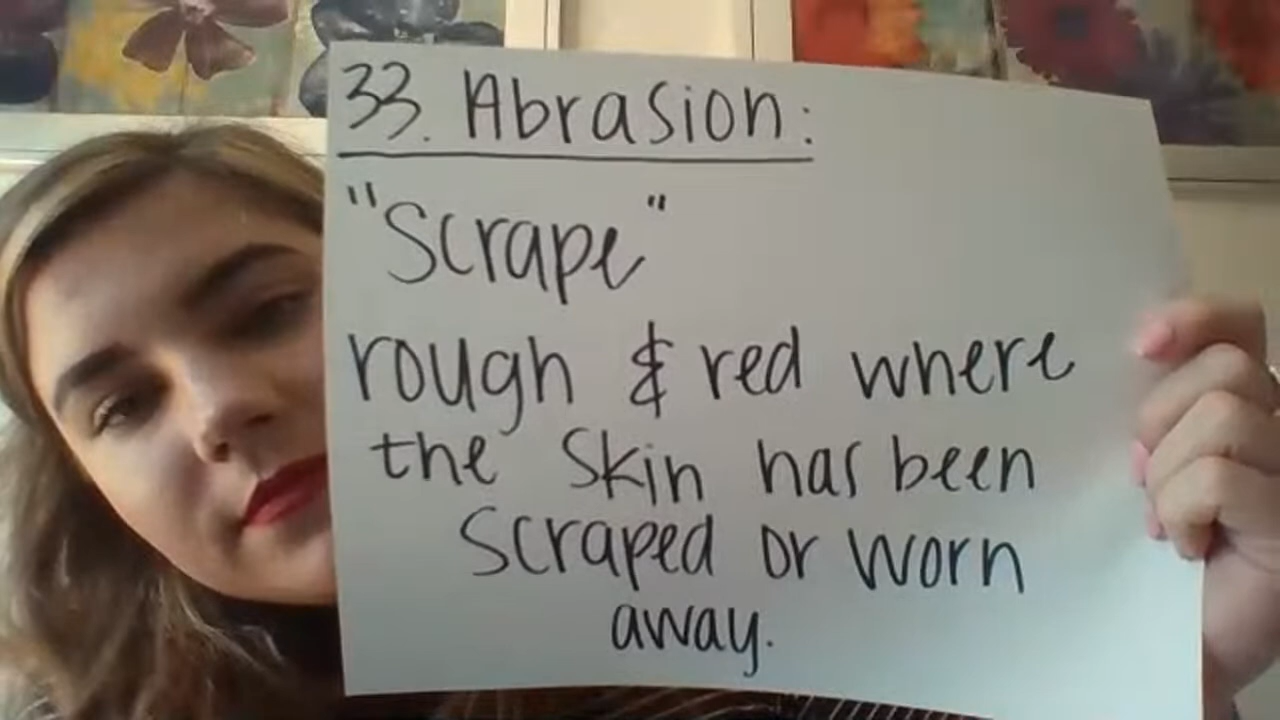 33. Abrasion:
"Scrape"
rough & red where
the skin has been
scraped or worn
away.